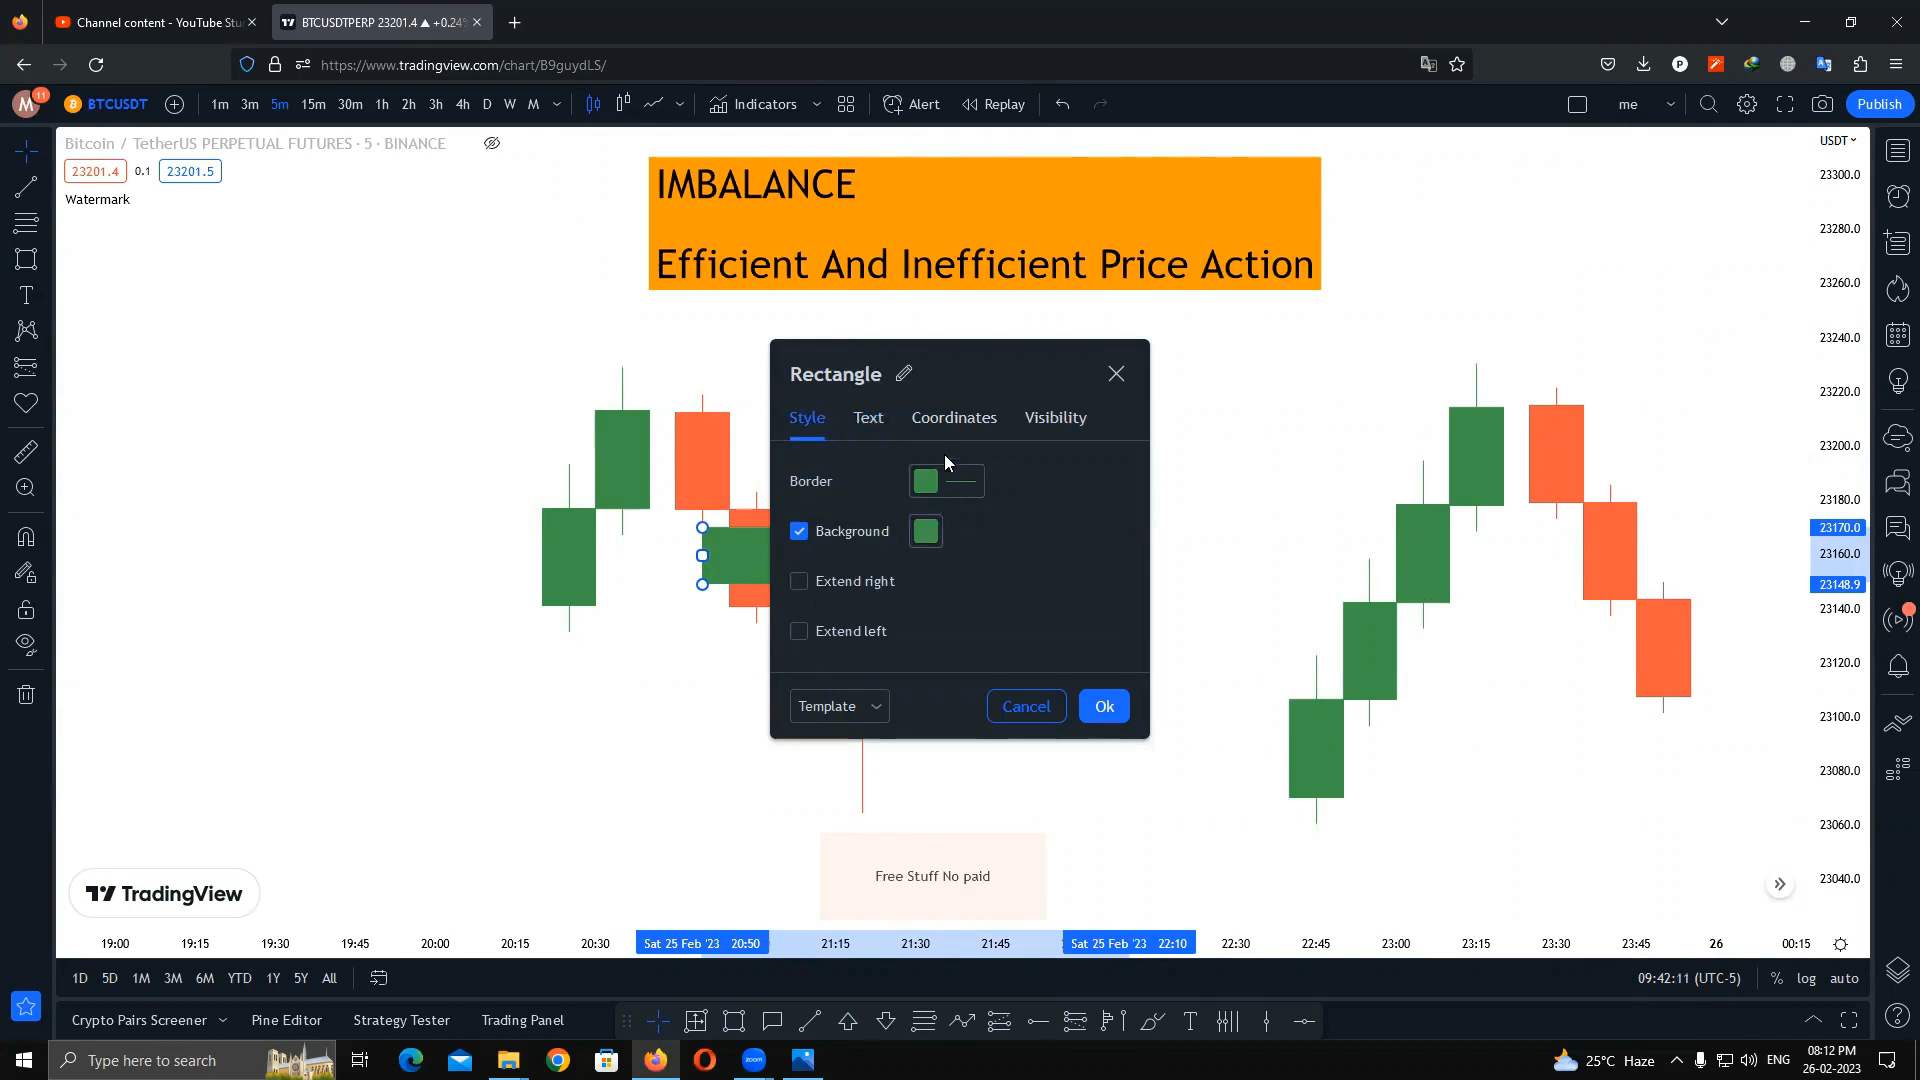 Channel content - YouTube Stu
BTCUSDTPERP 23201.4 ▲ +0.24%
https://www.tradingview.com/chart/B9guydLS/
M 11 BTCUSDT 1m 3m 5m 15m 30m 1h 2h 3h 4h D W M Indicators Alert Replay me Publish
Bitcoin / TetherUS PERPETUAL FUTURES · 5 · BINANCE
USDT
23201.4 0.1 23201.5
Watermark
IMBALANCE
Efficient And Inefficient Price Action
23300.0
23280.0
23260.0
23240.0
23220.0
23200.0
23180.0
23170.0
23160.0
23148.9
23140.0
23120.0
23100.0
23080.0
23060.0
23040.0
Rectangle
Style Text Coordinates Visibility
Border
Background
Extend right
Extend left
Template Cancel Ok
Free Stuff No paid
TradingView
19:00 19:15 19:30 19:45 20:00 20:15 20:30 Sat 25 Feb '23 20:50 21:15 21:30 21:45 Sat 25 Feb '23 22:10 22:30 22:45 23:00 23:15 23:30 23:45 26 00:15
1D 5D 1M 3M 6M YTD 1Y 5Y All 09:42:11 (UTC-5) % log auto
Crypto Pairs Screener Pine Editor Strategy Tester Trading Panel
Type here to search
zoom
25°C Haze ENG
08:12 PM
26-02-2023